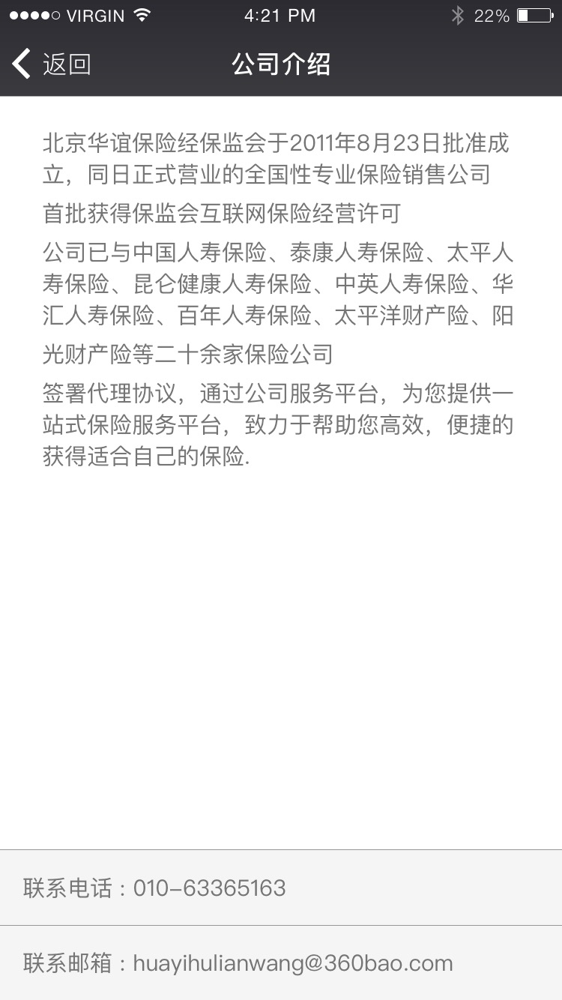 VIRGIN 4:21 PM 22%
返回 公司介绍
北京华谊保险经保监会于2011年8月23日批准成
立，同日正式营业的全国性专业保险销售公司
首批获得保监会互联网保险经营许可
公司已与中国人寿保险、泰康人寿保险、太平人
寿保险、昆仑健康人寿保险、中英人寿保险、华
汇人寿保险、百年人寿保险、太平洋财产险、阳
光财产险等二十余家保险公司
签署代理协议，通过公司服务平台，为您提供一
站式保险服务平台，致力于帮助您高效，便捷的
获得适合自己的保险.
联系电话：010-63365163
联系邮箱：huayihulianwang@360bao.com